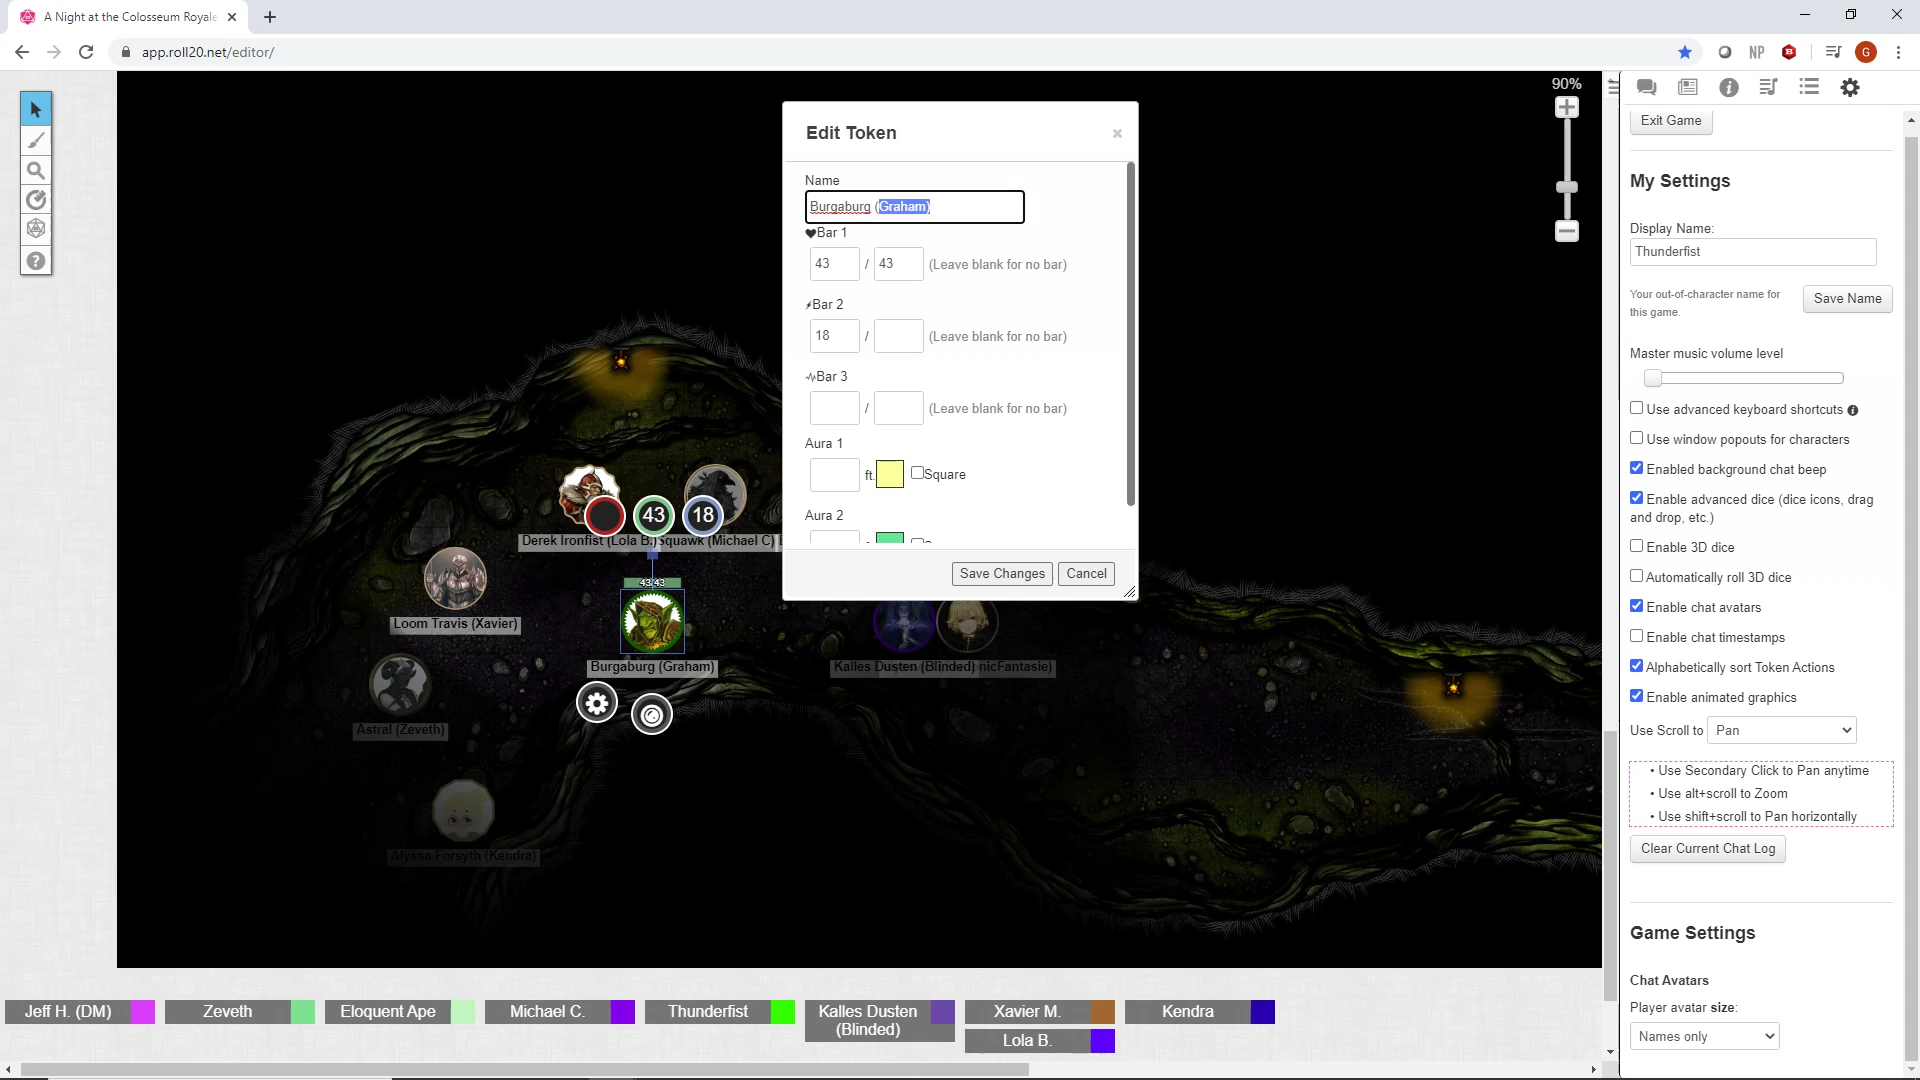 A Night at the Colosseum Royale
app.roll20.net/editor/
NP
G
90%
Edit Token
×
Name
Burgaburg (Graham)
Bar 1
43 / 43 (Leave blank for no bar)
Bar 2
18 / (Leave blank for no bar)
Bar 3
/ (Leave blank for no bar)
Aura 1
ft. Square
Aura 2
Save Changes Cancel
43 18
Derek Ironfist (Lola B.) Squawk (Michael C)
43/43
Loom Travis (Xavier)
Burgaburg (Graham)
Kalles Dusten (Blinded) nicFantasie)
Astral (Zeveth)
Alyssa Forsyth (Kendra)
Exit Game
My Settings
Display Name:
Thunderfist
Your out-of-character name for
this game.
Save Name
Master music volume level
Use advanced keyboard shortcuts
Use window popouts for characters
Enabled background chat beep
Enable advanced dice (dice icons, drag
and drop, etc.)
Enable 3D dice
Automatically roll 3D dice
Enable chat avatars
Enable chat timestamps
Alphabetically sort Token Actions
Enable animated graphics
Use Scroll to Pan
• Use Secondary Click to Pan anytime
• Use alt+scroll to Zoom
• Use shift+scroll to Pan horizontally
Clear Current Chat Log
Game Settings
Chat Avatars
Player avatar size:
Names only
Jeff H. (DM) Zeveth Eloquent Ape Michael C. Thunderfist Kalles Dusten Xavier M. Kendra
(Blinded)
Lola B.